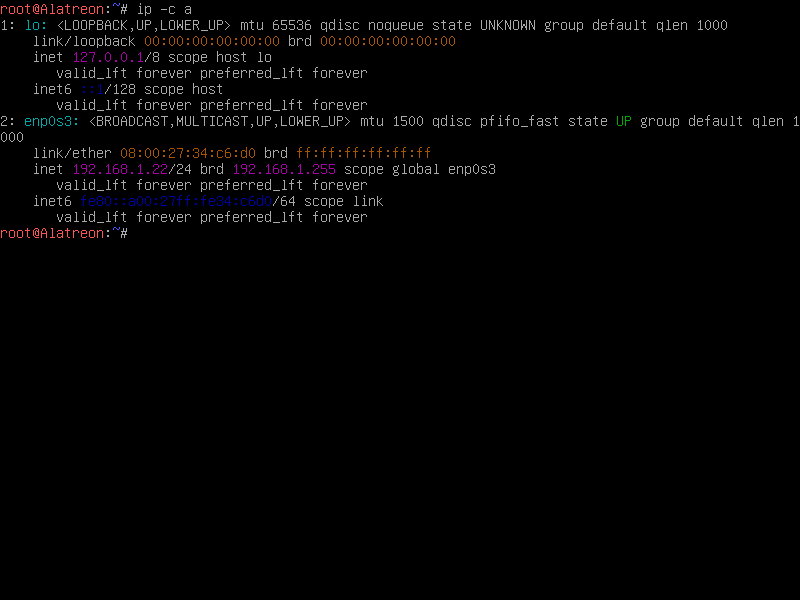 root@Alatreon:~# ip -c a
1: lo: <LOOPBACK,UP,LOWER_UP> mtu 65536 qdisc noqueue state UNKNOWN group default qlen 1000
    link/loopback 00:00:00:00:00:00 brd 00:00:00:00:00:00
    inet 127.0.0.1/8 scope host lo
       valid_lft forever preferred_lft forever
    inet6 ::1/128 scope host
       valid_lft forever preferred_lft forever
2: enp0s3: <BROADCAST,MULTICAST,UP,LOWER_UP> mtu 1500 qdisc pfifo_fast state UP group default qlen 1
000
    link/ether 08:00:27:34:c6:d0 brd ff:ff:ff:ff:ff:ff
    inet 192.168.1.22/24 brd 192.168.1.255 scope global enp0s3
       valid_lft forever preferred_lft forever
    inet6 fe80::a00:27ff:fe34:c6d0/64 scope link
       valid_lft forever preferred_lft forever
root@Alatreon:~#